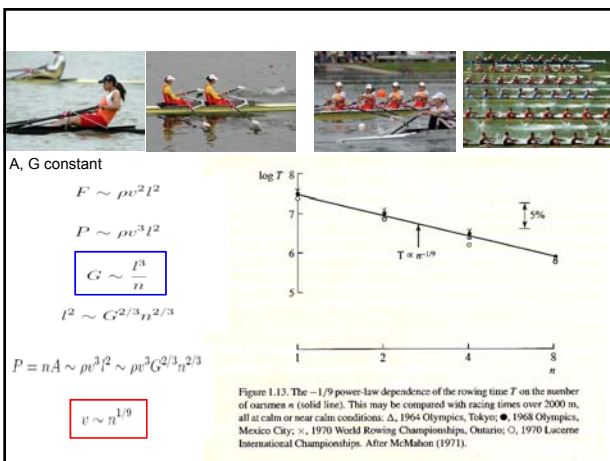 A, G constant
F ∼ ρv²l²
P ∼ ρv³l²
G ∼ l³/n
l² ∼ G^{2/3}n^{2/3}
P = nA ∼ ρv³l² ∼ ρv³G^{2/3}n^{2/3}
v ∼ n^{1/9}
log T 8
7
6
5
5%
T ∝ n^{-1/9}
1 2 4 8
n
Figure 1.13. The −1/9 power-law dependence of the rowing time T on the number
of oarsmen n (solid line). This may be compared with racing times over 2000 m,
all at calm or near calm conditions: △, 1964 Olympics, Tokyo; ●, 1968 Olympics,
Mexico City; ×, 1970 World Rowing Championships, Ontario; ○, 1970 Lucerne
International Championships. After McMahon (1971).